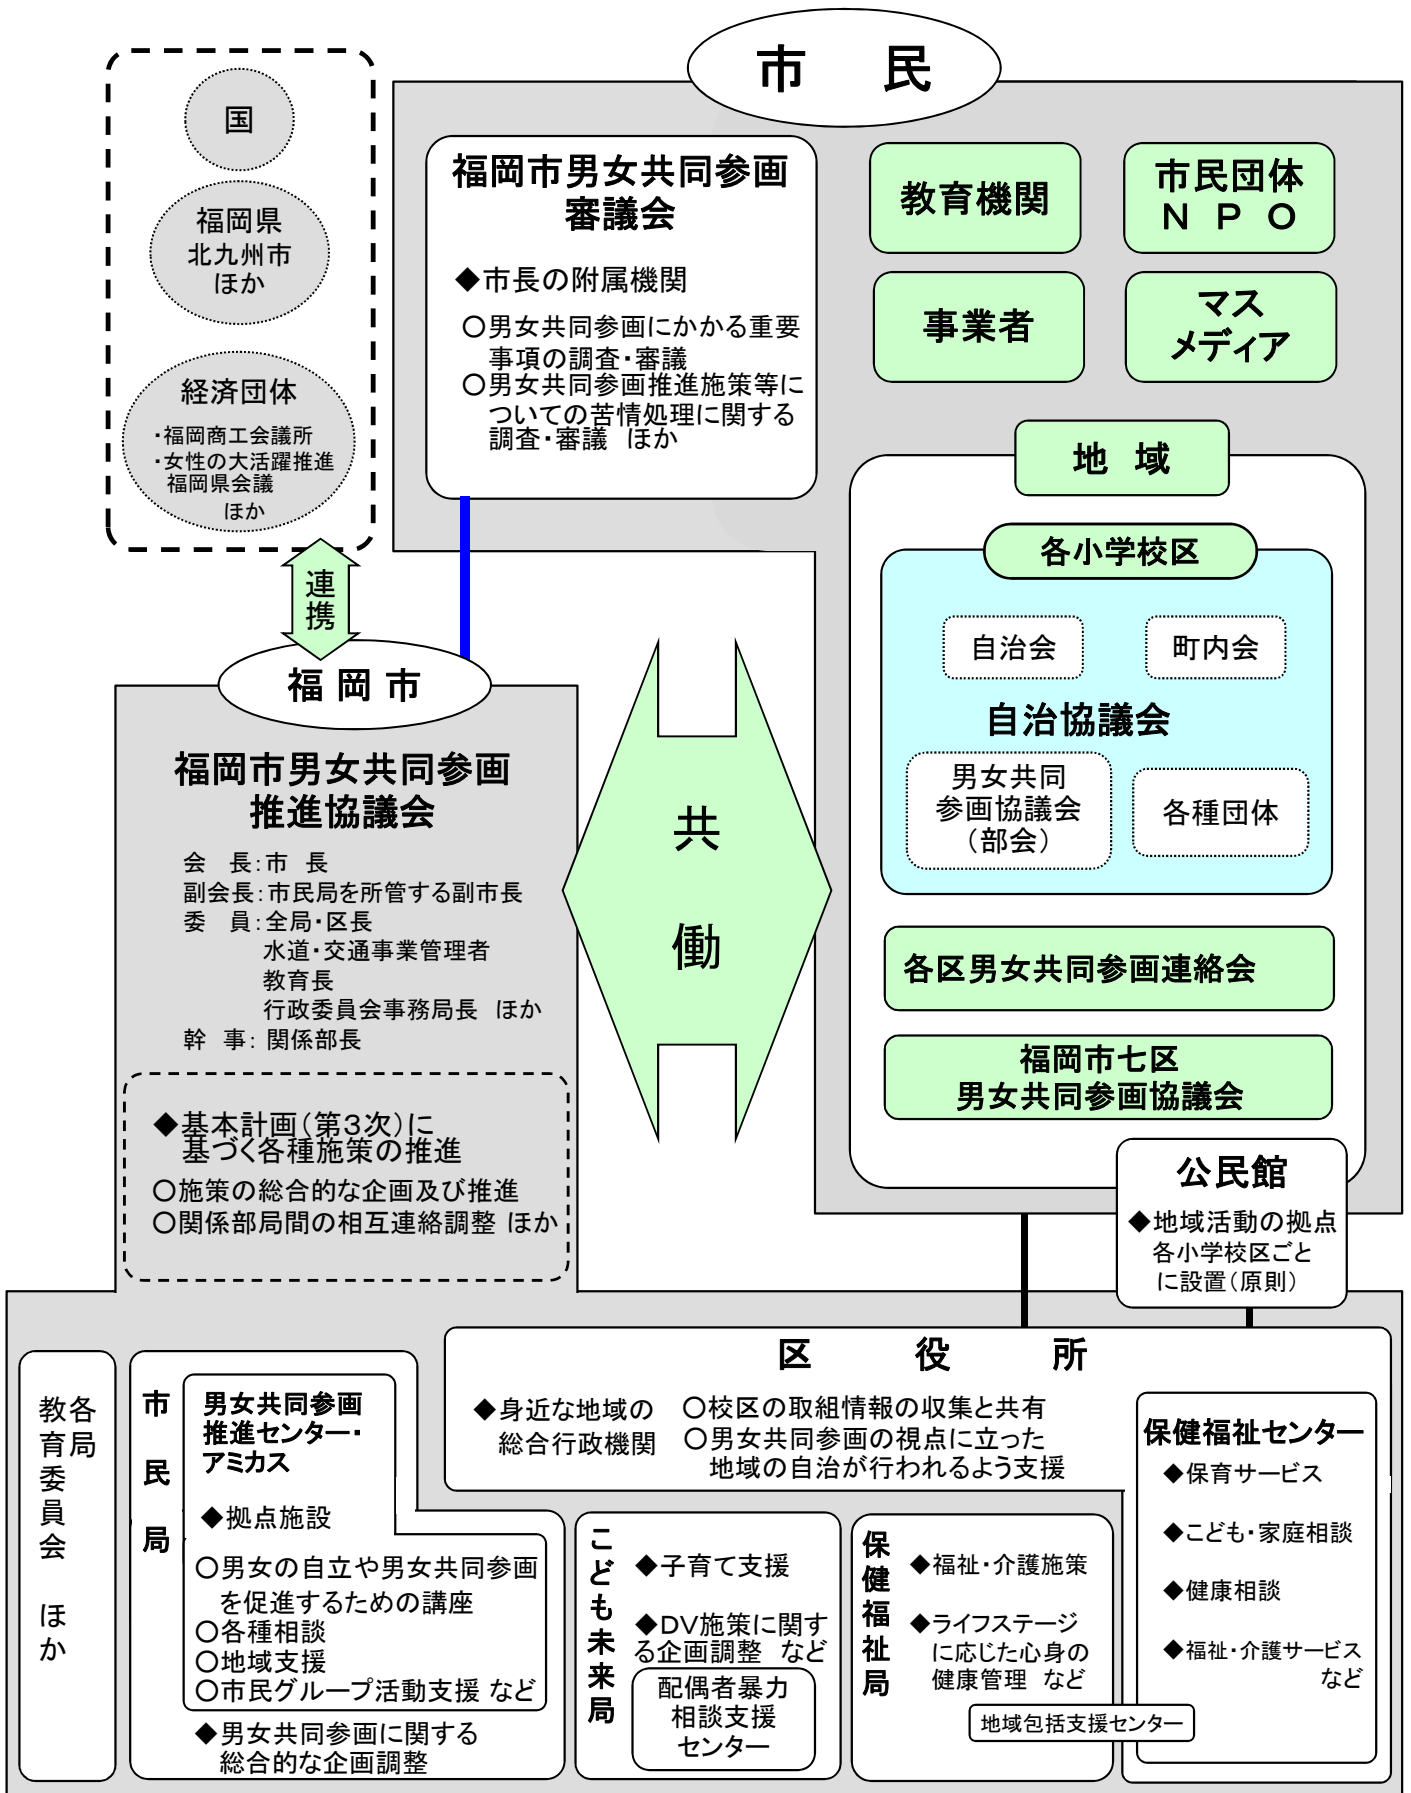 市　民
国
福岡県
北九州市
ほか
経済団体
・福岡商工会議所
・女性の大活躍推進
福岡県会議
ほか
連携
福岡市男女共同参画
審議会
◆市長の附属機関
○男女共同参画にかかる重要
事項の調査・審議
○男女共同参画推進施策等に
ついての苦情処理に関する
調査・審議　ほか
教育機関
市民団体
ＮＰＯ
事業者
マス
メディア
地　域
各小学校区
自治会
町内会
自治協議会
男女共同
参画協議会
（部会）
各種団体
各区男女共同参画連絡会
福岡市七区
男女共同参画協議会
公民館
◆地域活動の拠点
各小学校区ごと
に設置（原則）
共働
福岡市
福岡市男女共同参画
推進協議会
会　長：市　長
副会長：市民局を所管する副市長
委　員：全局・区長
水道・交通事業管理者
教育長
行政委員会事務局長　ほか
幹　事：関係部長
◆基本計画（第３次）に
基づく各種施策の推進
○施策の総合的な企画及び推進
○関係部局間の相互連絡調整　ほか
区　役　所
◆身近な地域の
総合行政機関
○校区の取組情報の収集と共有
○男女共同参画の視点に立った
地域の自治が行われるよう支援
各局
教育委員会　ほか
市民局
男女共同参画
推進センター・
アミカス
◆拠点施設
○男女の自立や男女共同参画
を促進するための講座
○各種相談
○地域支援
○市民グループ活動支援　など
◆男女共同参画に関する
総合的な企画調整
こども未来局
◆子育て支援
◆ＤＶ施策に関す
る企画調整　など
配偶者暴力
相談支援
センター
保健福祉局
◆福祉・介護施策
◆ライフステージ
に応じた心身の
健康管理　など
地域包括支援センター
保健福祉センター
◆保育サービス
◆こども・家庭相談
◆健康相談
◆福祉・介護サービス
など